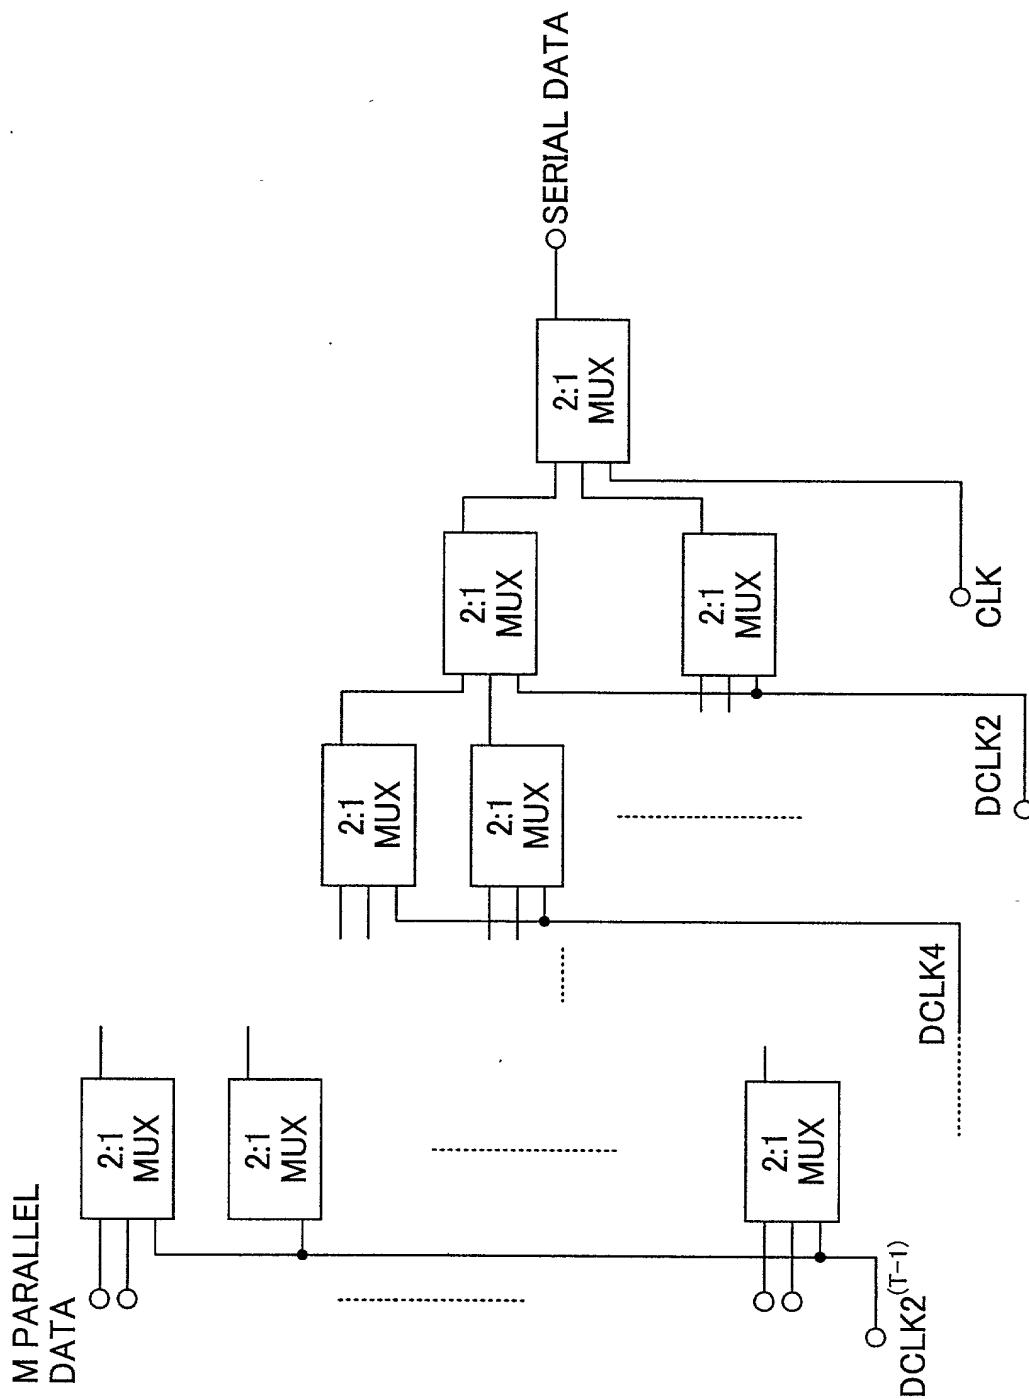 M PARALLEL
DATA
2:1
MUX
2:1
MUX
2:1
MUX
DCLK2(T-1)
2:1
MUX
2:1
MUX
DCLK4
2:1
MUX
2:1
MUX
DCLK2
2:1
MUX
CLK
SERIAL DATA